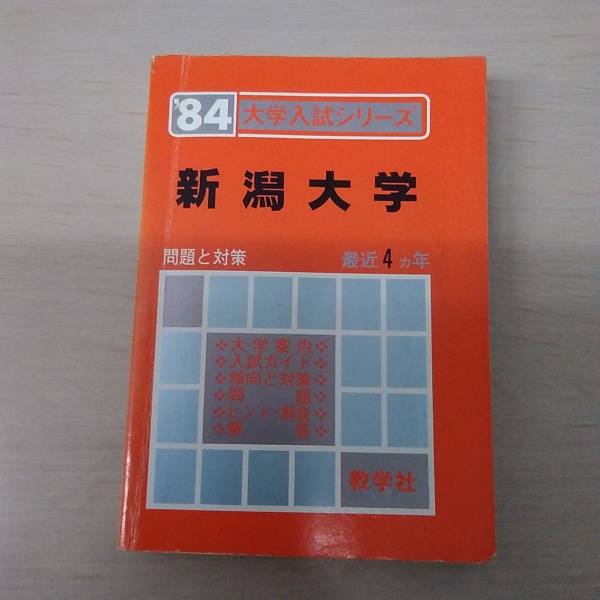 '84 大学入試シリーズ
新潟大学
問題と対策 最近4ヵ年
❖大学案内❖
❖入試ガイド❖
❖傾向と対策❖
❖問題❖
❖ヒント・解説❖
❖解答❖
教学社